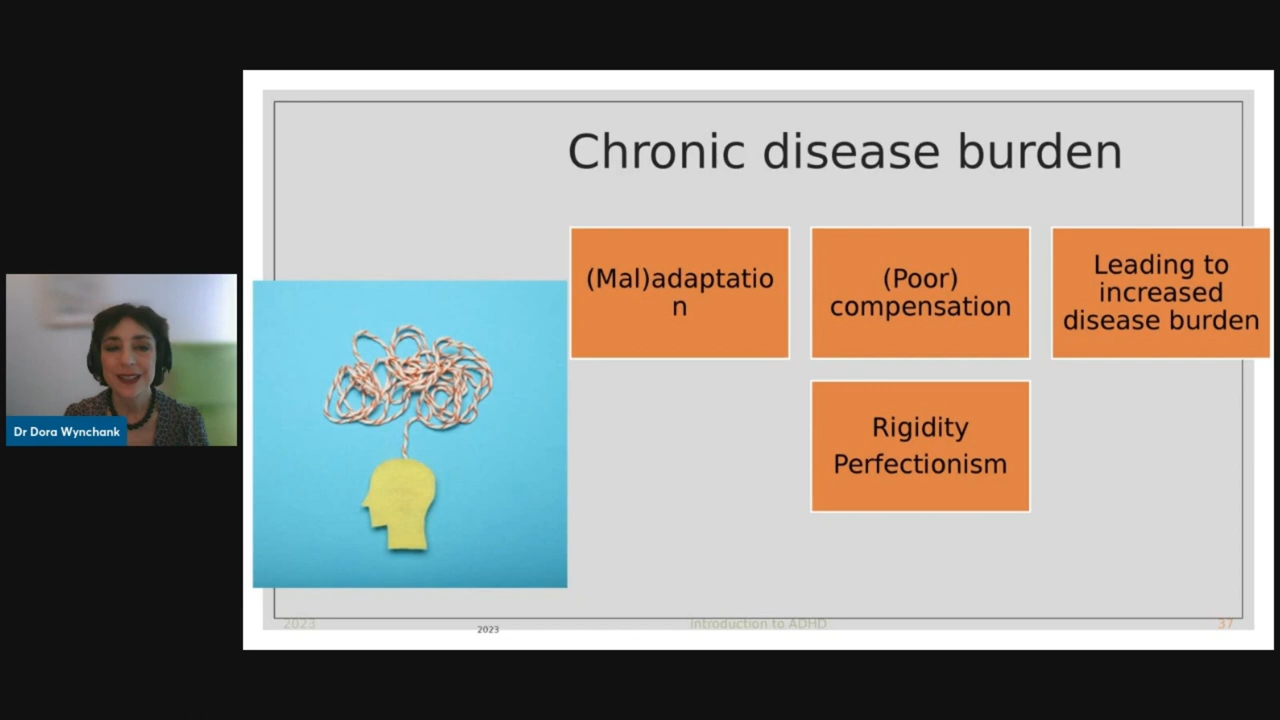 Chronic disease burden
(Mal)adaptatio
n
(Poor)
compensation
Leading to
increased
disease burden
Rigidity
Perfectionism
Dr Dora Wynchank
2023
2023
Introduction to ADHD
37